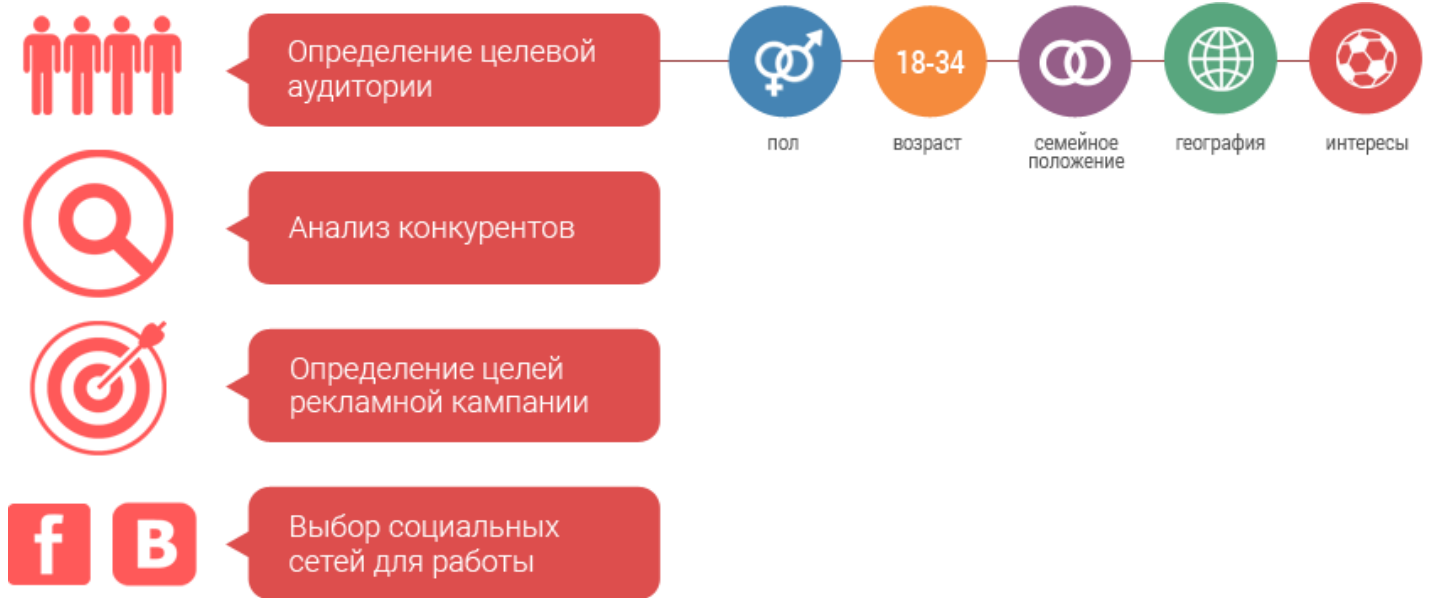 Определение целевой
аудитории
18-34
пол
возраст
семейное
положение
география
интересы
Анализ конкурентов
Определение целей
рекламной кампании
f
В
Выбор социальных
сетей для работы